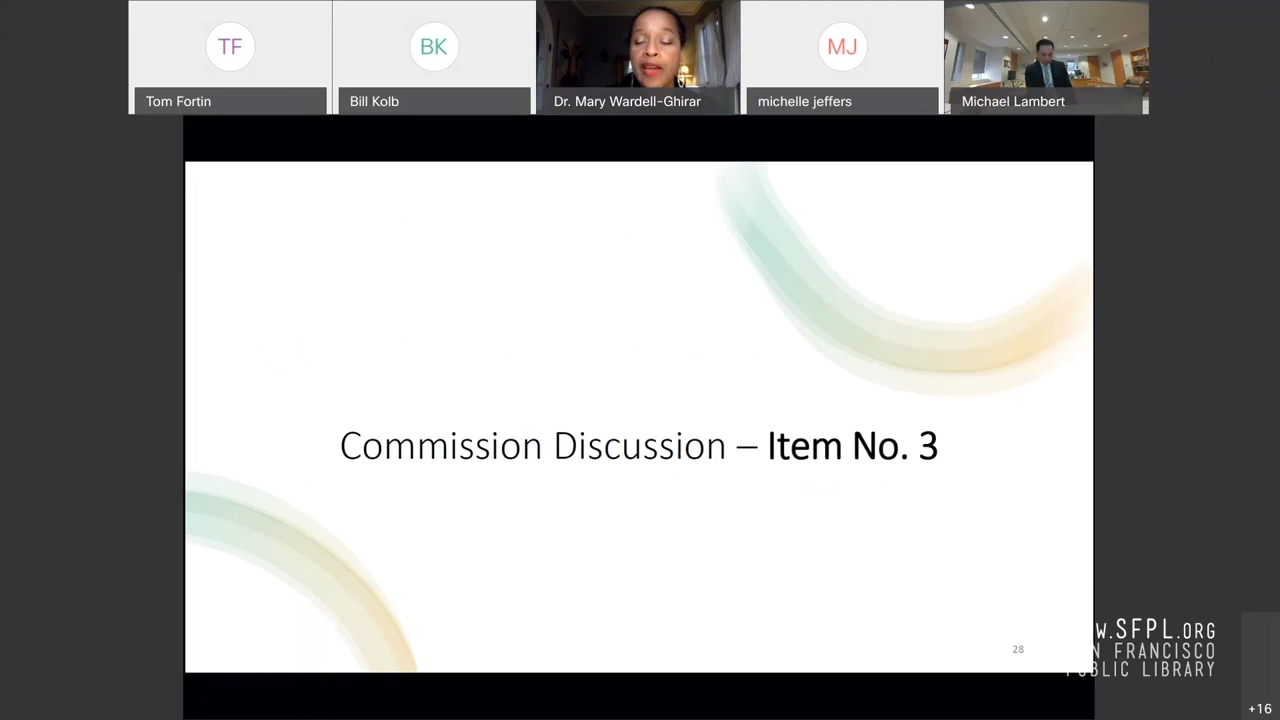 TF
BK
MJ
Tom Fortin
Bill Kolb
Dr. Mary Wardell-Ghirar
michelle jeffers
Michael Lambert
Commission Discussion – Item No. 3
28
W.SFPL.ORG
N FRANCISCO
PUBLIC LIBRARY
+16